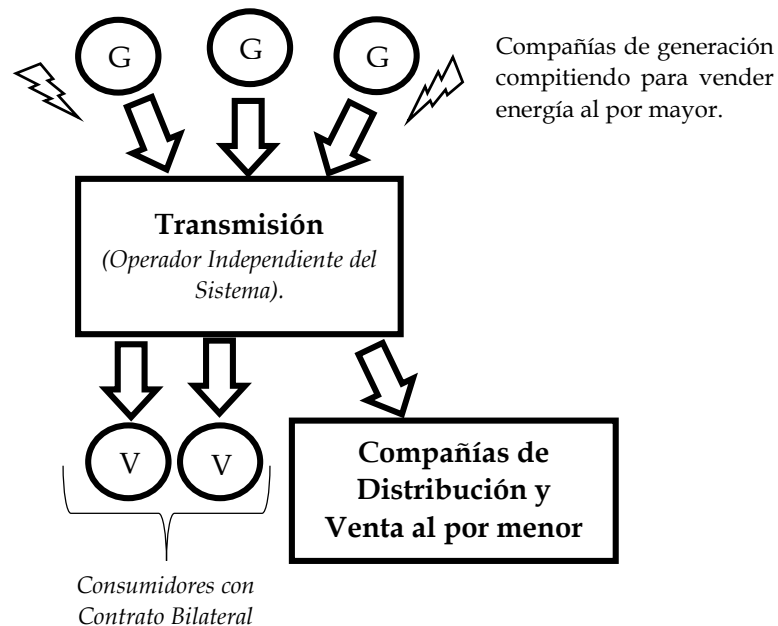 G
G
G
Compañías de generación
compitiendo para vender
energía al por mayor.
Transmisión
(Operador Independiente del
Sistema).
V
V
Compañías de
Distribución y
Venta al por menor
Consumidores con
Contrato Bilateral